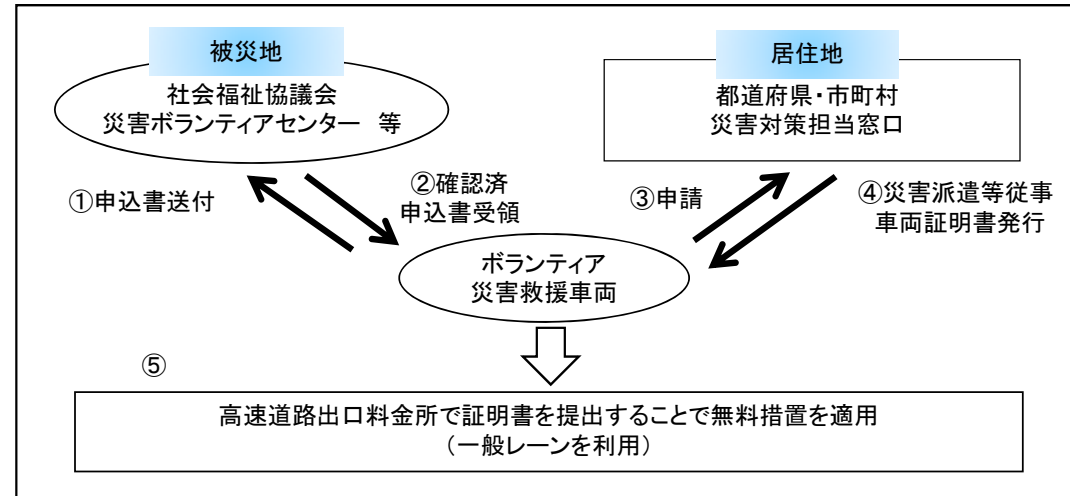 被災地
社会福祉協議会
災害ボランティアセンター 等
居住地
都道府県・市町村
災害対策担当窓口
①申込書送付
②確認済
申込書受領
③申請
④災害派遣等従事
車両証明書発行
ボランティア
災害救援車両
⑤
高速道路出口料金所で証明書を提出することで無料措置を適用
（一般レーンを利用）